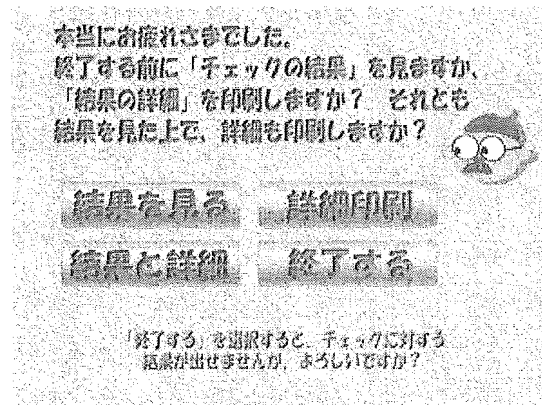 本当にお疲れさまでした。
終了する前に「チェックの結果」を見ますか、
「結果の詳細」を印刷しますか？ それとも
結果を見た上で、詳細も印刷しますか？
結果を見る 詳細印刷
結果と詳細 終了する
「終了する」を選択すると、チェックに対する
結果が出せませんが、よろしいですか？